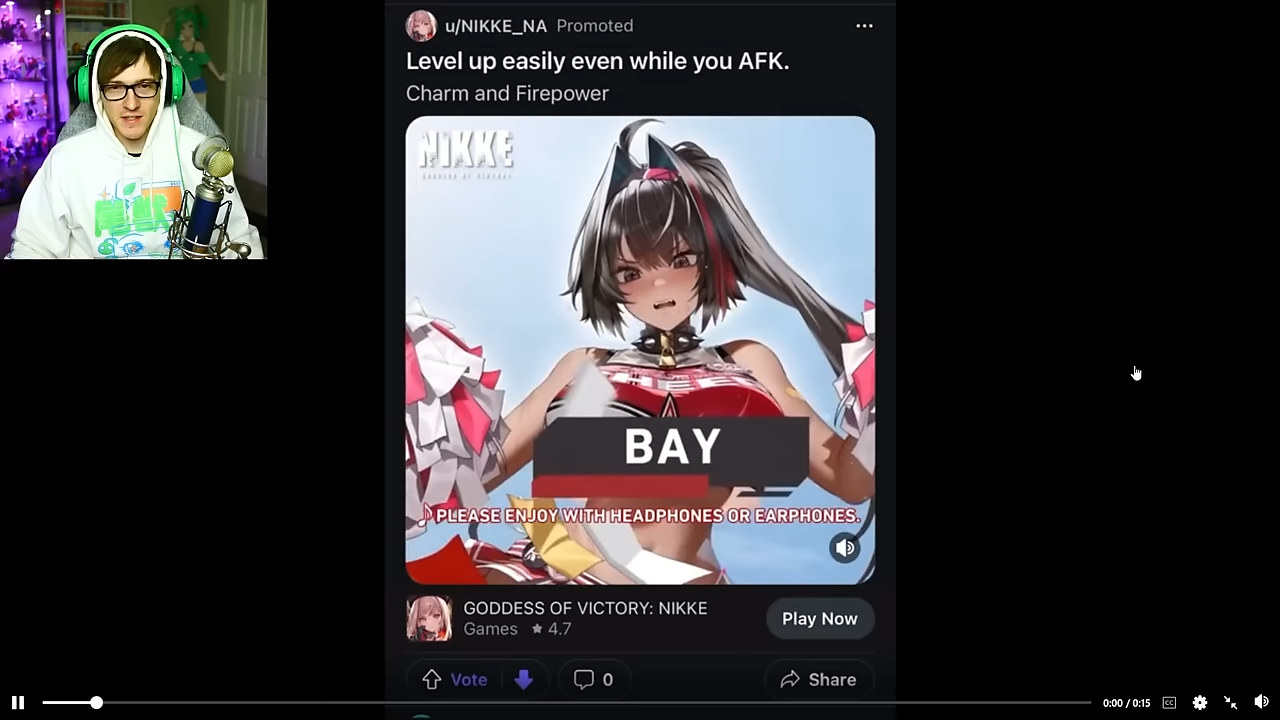 u/NIKKE_NA Promoted
Level up easily even while you AFK.
Charm and Firepower
NIKKE
BAY
♪PLEASE ENJOY WITH HEADPHONES OR EARPHONES.
GODDESS OF VICTORY: NIKKE
Games ★ 4.7
Play Now
Vote
0
Share
0:00 / 0:15
CC